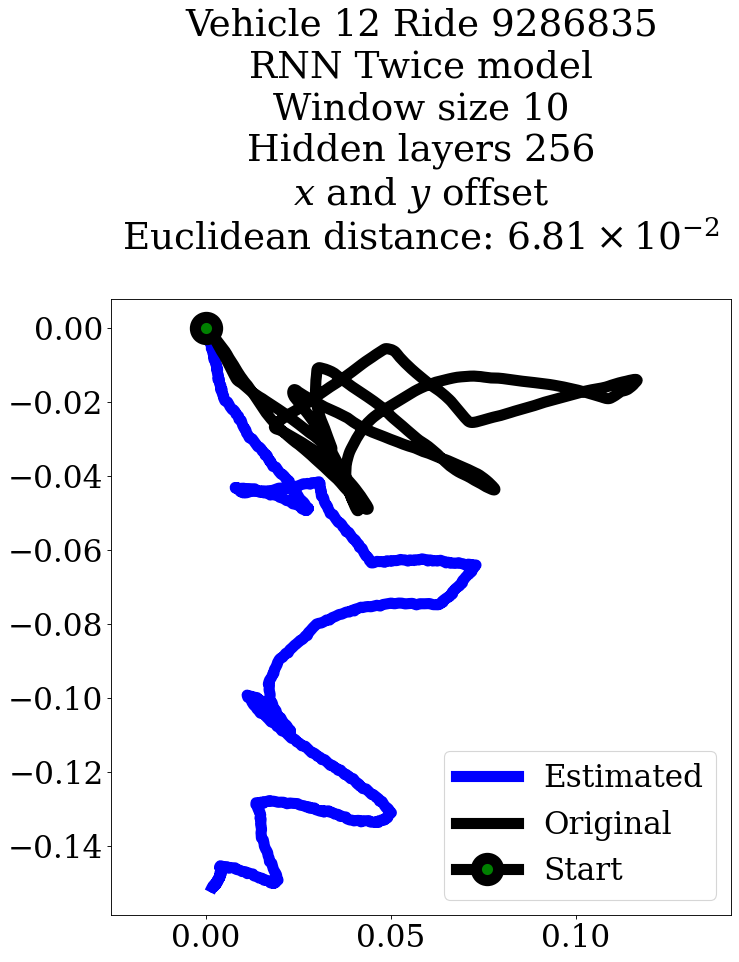 Vehicle 12 Ride 9286835
RNN Twice model
Window size 10
Hidden layers 256
x and y offset
Euclidean distance: 6.81 × 10⁻²
0.00
−0.02
−0.04
−0.06
−0.08
−0.10
−0.12
−0.14
Estimated
Original
Start
0.00 0.05 0.10